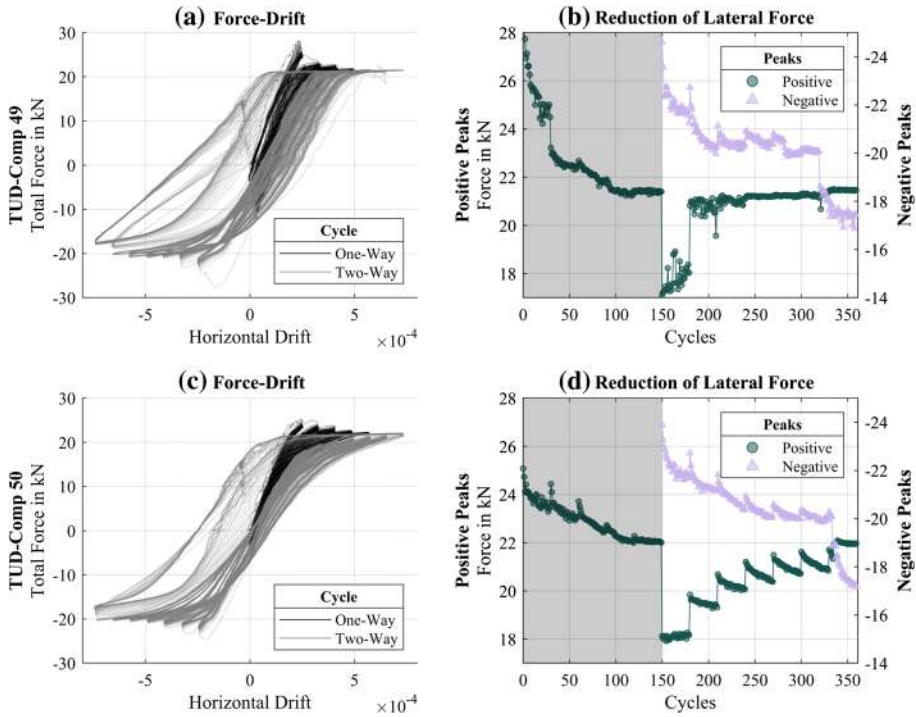 (a) Force-Drift
TUD-Comp 49
Total Force in kN
30
20
10
0
-10
-20
-30
Cycle
One-Way
Two-Way
-5 0 5
Horizontal Drift ×10⁻⁴
(b) Reduction of Lateral Force
Positive Peaks
Force in kN
28
26
24
22
20
18
Peaks
Positive
Negative
-24
-22
-20
-18
-16
-14
Negative Peaks
0 50 100 150 200 250 300 350
Cycles
(c) Force-Drift
TUD-Comp 50
Total Force in kN
30
20
10
0
-10
-20
-30
Cycle
One-Way
Two-Way
-5 0 5
Horizontal Drift ×10⁻⁴
(d) Reduction of Lateral Force
Positive Peaks
Force in kN
28
26
24
22
20
18
Peaks
Positive
Negative
-24
-22
-20
-18
-16
-14
Negative Peaks
0 50 100 150 200 250 300 350
Cycles